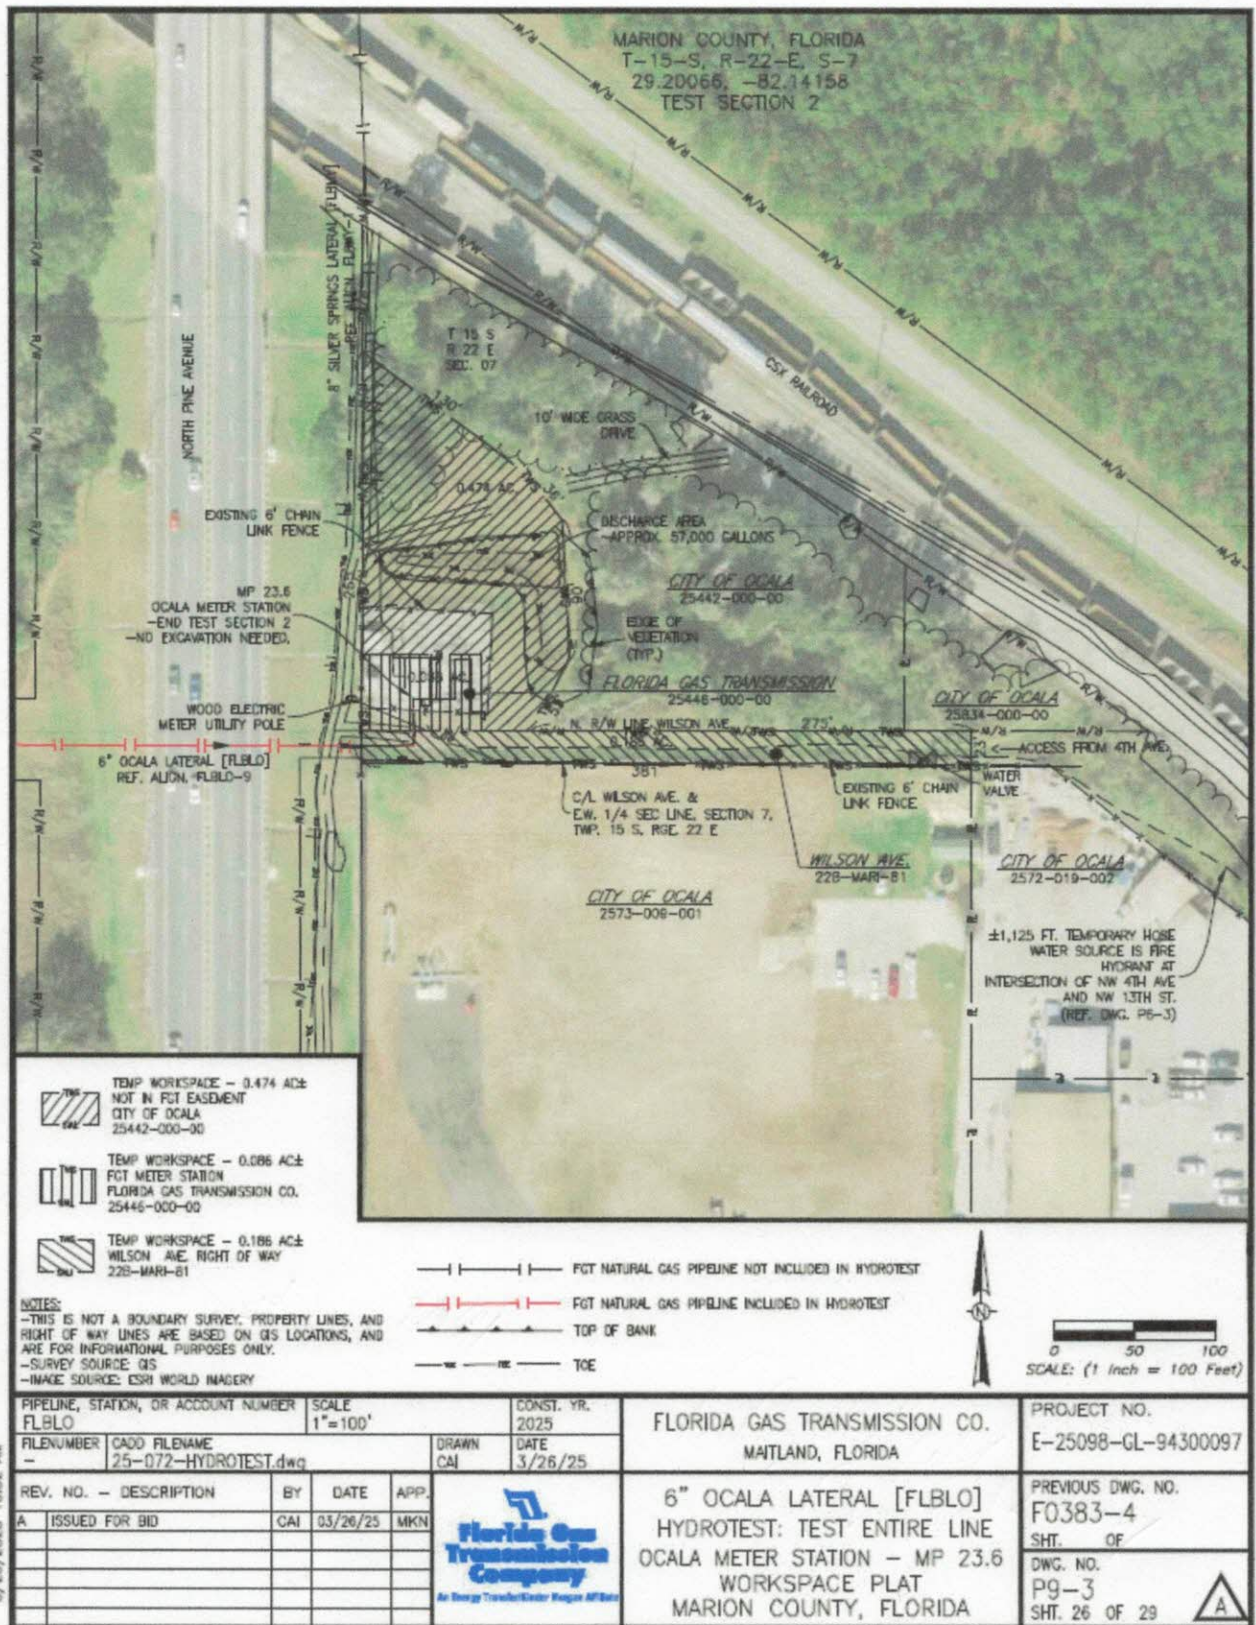 MARION COUNTY, FLORIDA
T-15-S, R-22-E, S-7
29.20066, -82.14158
TEST SECTION 2
NORTH PINE AVENUE
8" SILVER SPRINGS LATERAL [FLBW]
T 15 S
R 22 E
SEC. 07
CSX RAILROAD
10' WIDE GRASS
DRIVE
130'
36'
EXISTING 6' CHAIN
LINK FENCE
DISCHARGE AREA
-APPROX. 57,000 GALLONS
90'
MP 23.6
OCALA METER STATION
-END TEST SECTION 2
-NO EXCAVATION NEEDED.
CITY OF OCALA
25442-000-00
EDGE OF
VEGETATION
(TYP.)
FLORIDA GAS TRANSMISSION
25446-000-00
CITY OF OCALA
25834-000-00
WOOD ELECTRIC
METER UTILITY POLE
N. R/W LINE WILSON AVE.
275'
ACCESS FROM 4TH AVE.
6" OCALA LATERAL [FLBLO]
REF. ALIGN. FLBLO-9
381'
WATER
VALVE
EXISTING 6' CHAIN
LINK FENCE
C/L WILSON AVE. &
E.W. 1/4 SEC LINE, SECTION 7,
TWP. 15 S, RGE. 22 E
WILSON AVE.
228-MARI-81
CITY OF OCALA
2572-019-002
CITY OF OCALA
2573-009-001
±1,125 FT. TEMPORARY HOSE
WATER SOURCE IS FIRE
HYDRANT AT
INTERSECTION OF NW 4TH AVE
AND NW 13TH ST.
(REF. DWG. P6-3)
TEMP WORKSPACE - 0.474 AC±
NOT IN FGT EASEMENT
CITY OF OCALA
25442-000-00
TEMP WORKSPACE - 0.086 AC±
FGT METER STATION
FLORIDA GAS TRANSMISSION CO.
25446-000-00
TEMP WORKSPACE - 0.186 AC±
WILSON AVE. RIGHT OF WAY
228-MARI-81
NOTES:
-THIS IS NOT A BOUNDARY SURVEY. PROPERTY LINES, AND
RIGHT OF WAY LINES ARE BASED ON GIS LOCATIONS, AND
ARE FOR INFORMATIONAL PURPOSES ONLY.
-SURVEY SOURCE: GIS
-IMAGE SOURCE: ESRI WORLD IMAGERY
FGT NATURAL GAS PIPELINE NOT INCLUDED IN HYDROTEST
FGT NATURAL GAS PIPELINE INCLUDED IN HYDROTEST
TOP OF BANK
TOE
N
0 50 100
SCALE: (1 inch = 100 Feet)
PIPELINE, STATION, OR ACCOUNT NUMBER
FLBLO
SCALE
1"=100'
CONST. YR.
2025
FILENUMBER
-
CADD FILENAME
25-072-HYDROTEST.dwg
DRAWN
CAI
DATE
3/26/25
REV. NO. - DESCRIPTION BY DATE APP.
A ISSUED FOR BID CAI 03/26/25 MKN
Florida Gas
Transmission
Company
FLORIDA GAS TRANSMISSION CO.
MAITLAND, FLORIDA
6" OCALA LATERAL [FLBLO]
HYDROTEST: TEST ENTIRE LINE
OCALA METER STATION - MP 23.6
WORKSPACE PLAT
MARION COUNTY, FLORIDA
PROJECT NO.
E-25098-GL-94300097
PREVIOUS DWG. NO.
F0383-4
SHT. OF
DWG. NO.
P9-3
SHT. 26 OF 29
A